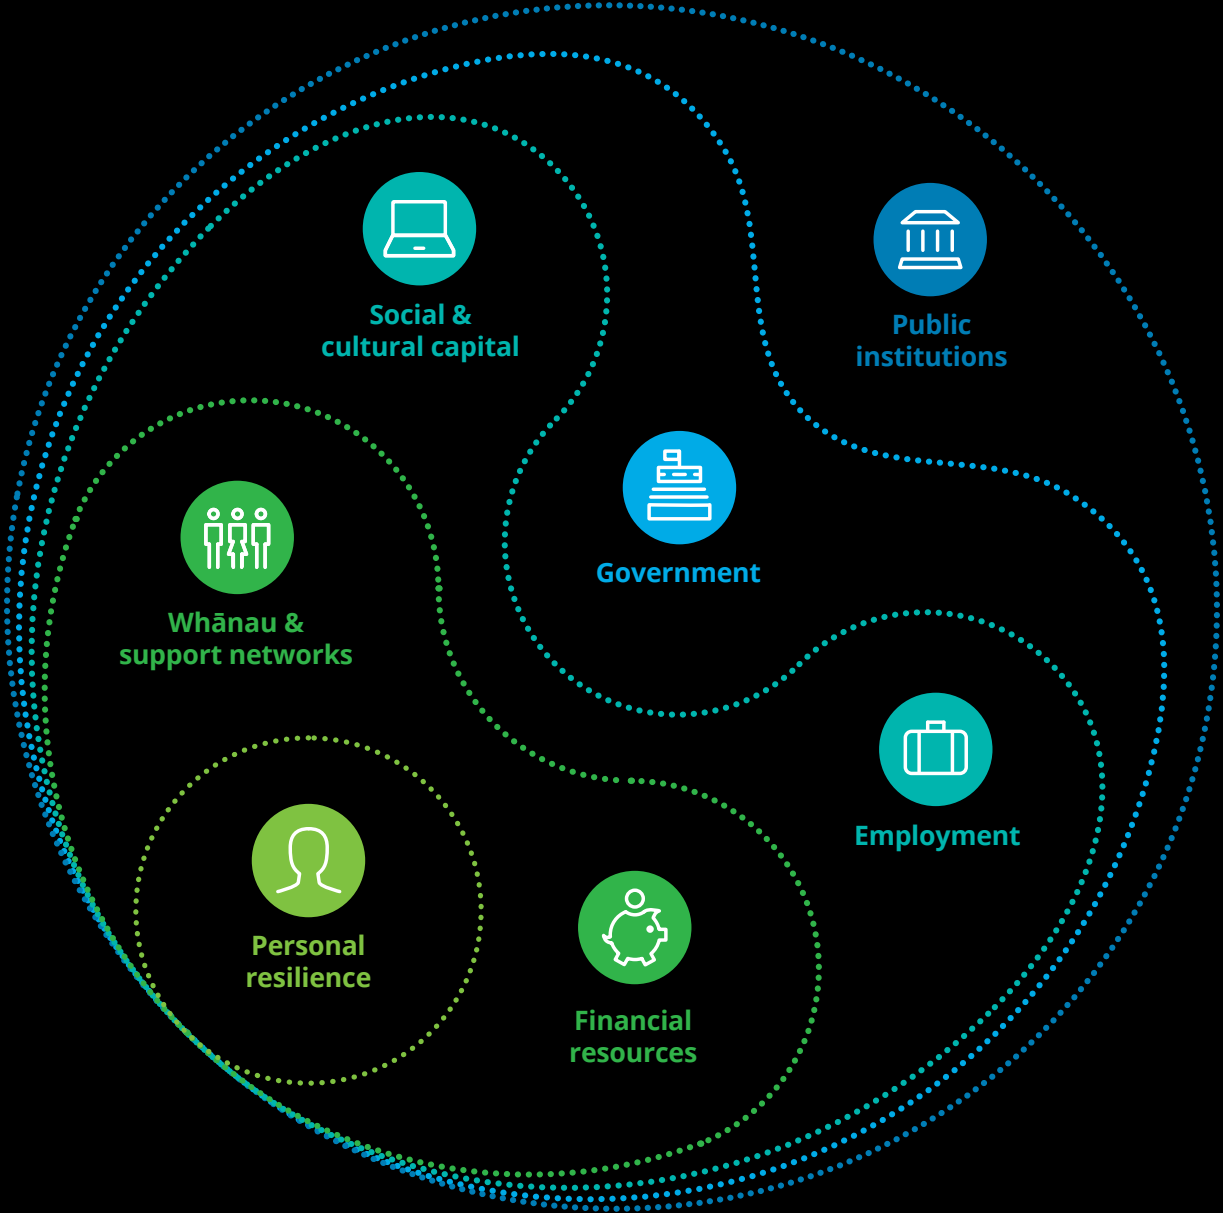 Social &
cultural capital
Public
institutions
Government
Whānau &
support networks
Employment
Personal
resilience
Financial
resources